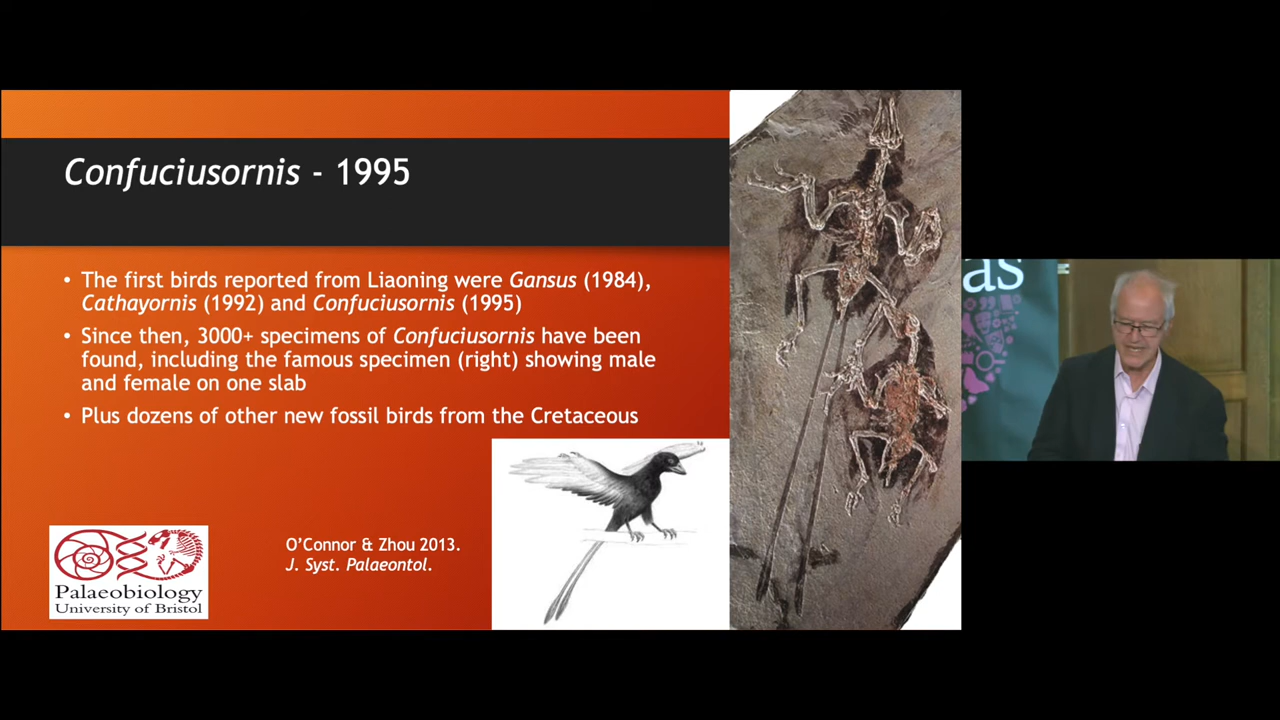 Confuciusornis - 1995
• The first birds reported from Liaoning were Gansus (1984),
Cathayornis (1992) and Confuciusornis (1995)
• Since then, 3000+ specimens of Confuciusornis have been
found, including the famous specimen (right) showing male
and female on one slab
• Plus dozens of other new fossil birds from the Cretaceous
O’Connor & Zhou 2013.
J. Syst. Palaeontol.
Palaeobiology
University of Bristol
as